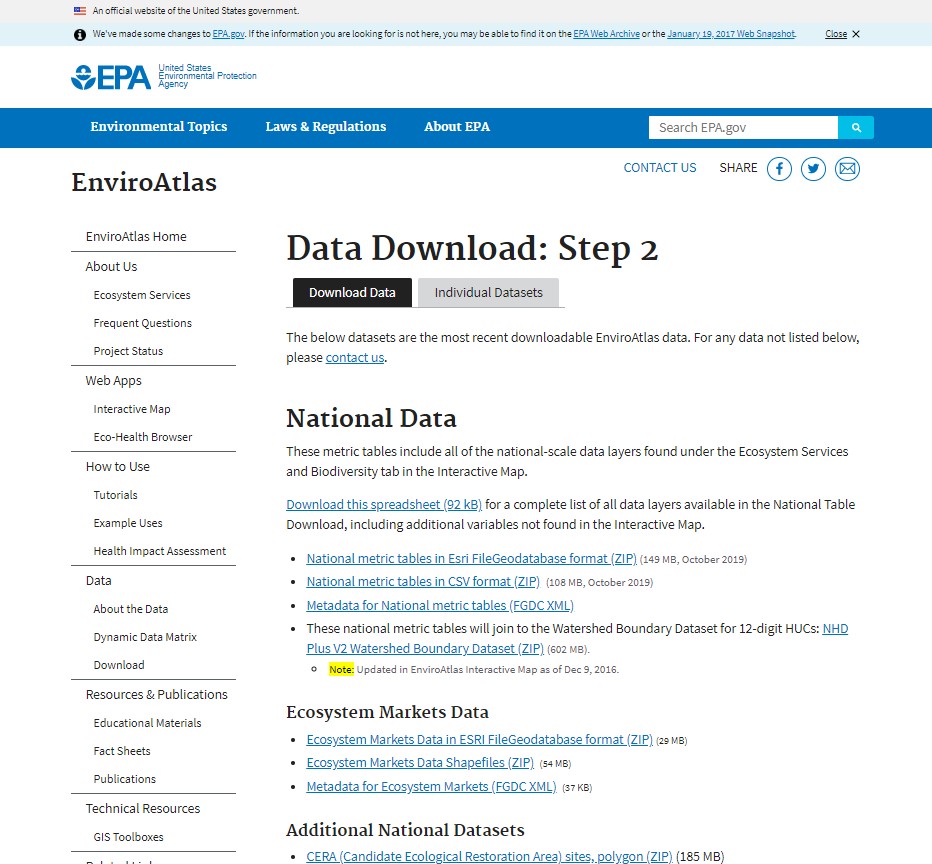 An official website of the United States government.
We've made some changes to EPA.gov. If the information you are looking for is not here, you may be able to find it on the EPA Web Archive or the January 19, 2017 Web Snapshot.
Close
EPA
United States
Environmental Protection
Agency
Environmental Topics
Laws & Regulations
About EPA
Search EPA.gov
CONTACT US
SHARE
EnviroAtlas
EnviroAtlas Home
About Us
Ecosystem Services
Frequent Questions
Project Status
Web Apps
Interactive Map
Eco-Health Browser
How to Use
Tutorials
Example Uses
Health Impact Assessment
Data
About the Data
Dynamic Data Matrix
Download
Resources & Publications
Educational Materials
Fact Sheets
Publications
Technical Resources
GIS Toolboxes
Data Download: Step 2
Download Data
Individual Datasets
The below datasets are the most recent downloadable EnviroAtlas data. For any data not listed below,
please contact us.
National Data
These metric tables include all of the national-scale data layers found under the Ecosystem Services
and Biodiversity tab in the Interactive Map.
Download this spreadsheet (92 kB) for a complete list of all data layers available in the National Table
Download, including additional variables not found in the Interactive Map.
National metric tables in Esri FileGeodatabase format (ZIP) (149 MB, October 2019)
National metric tables in CSV format (ZIP) (108 MB, October 2019)
Metadata for National metric tables (FGDC XML)
These national metric tables will join to the Watershed Boundary Dataset for 12-digit HUCs: NHD
Plus V2 Watershed Boundary Dataset (ZIP) (602 MB).
Note: Updated in EnviroAtlas Interactive Map as of Dec 9, 2016.
Ecosystem Markets Data
Ecosystem Markets Data in ESRI FileGeodatabase format (ZIP) (29 MB)
Ecosystem Markets Data Shapefiles (ZIP) (54 MB)
Metadata for Ecosystem Markets (FGDC XML) (37 KB)
Additional National Datasets
CERA (Candidate Ecological Restoration Area) sites, polygon (ZIP) (185 MB)